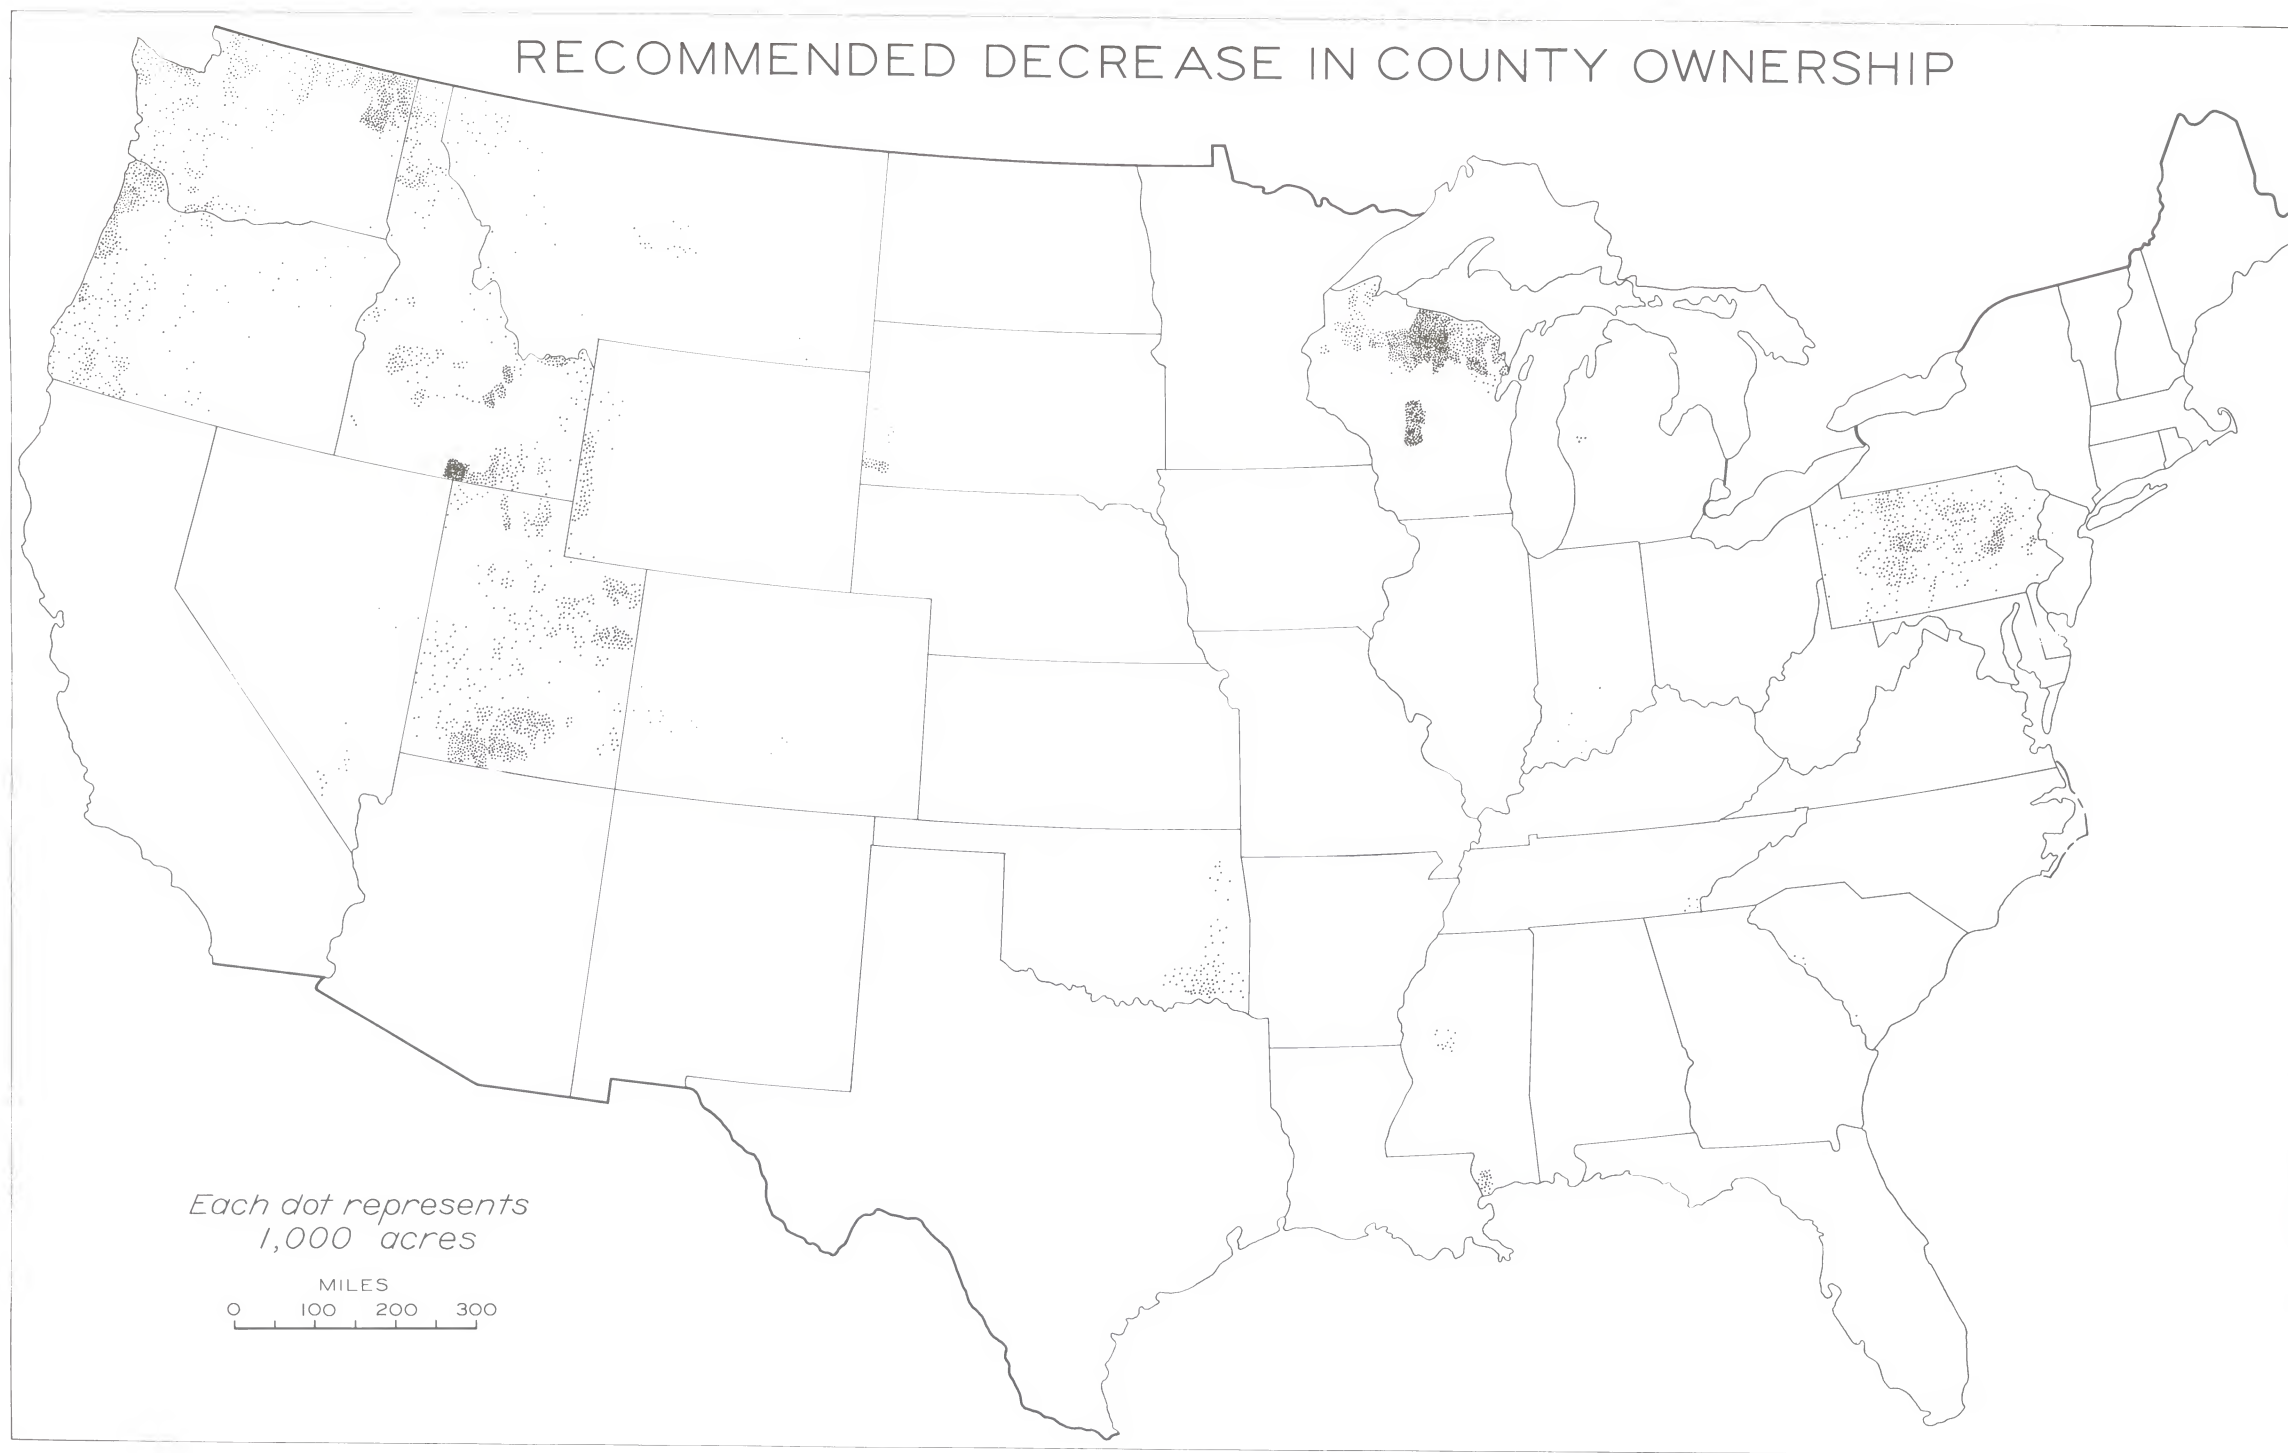 RECOMMENDED DECREASE IN COUNTY OWNERSHIP
Each dot represents
1,000 acres
MILES
0 100 200 300